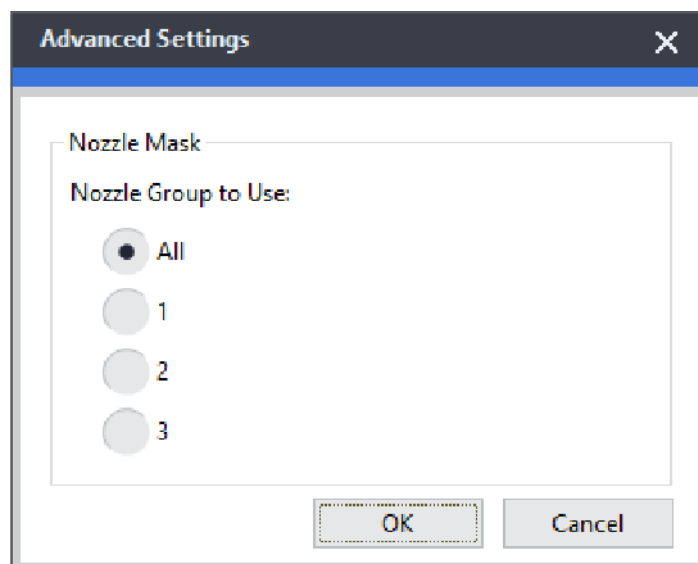 Advanced Settings
Nozzle Mask
Nozzle Group to Use:
All
1
2
3
OK Cancel